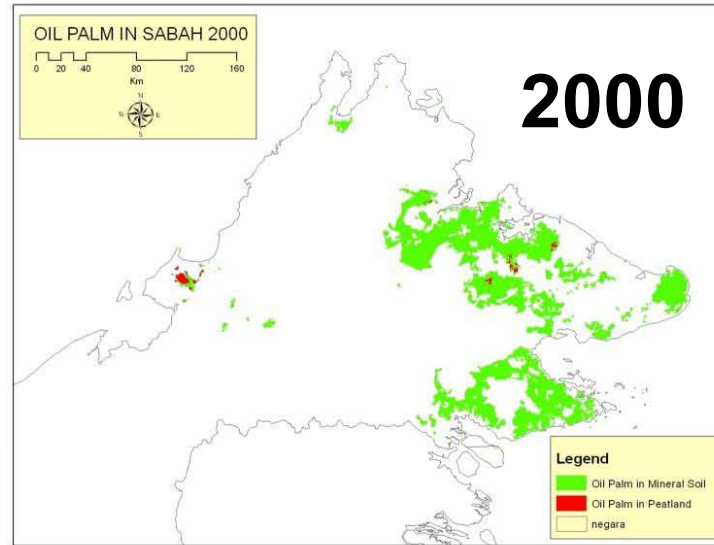 OIL PALM IN SABAH 2000
0 20 40 80 120 160
Km
N
W E
S
2000
Legend
Oil Palm in Mineral Soil
Oil Palm in Peatland
negara